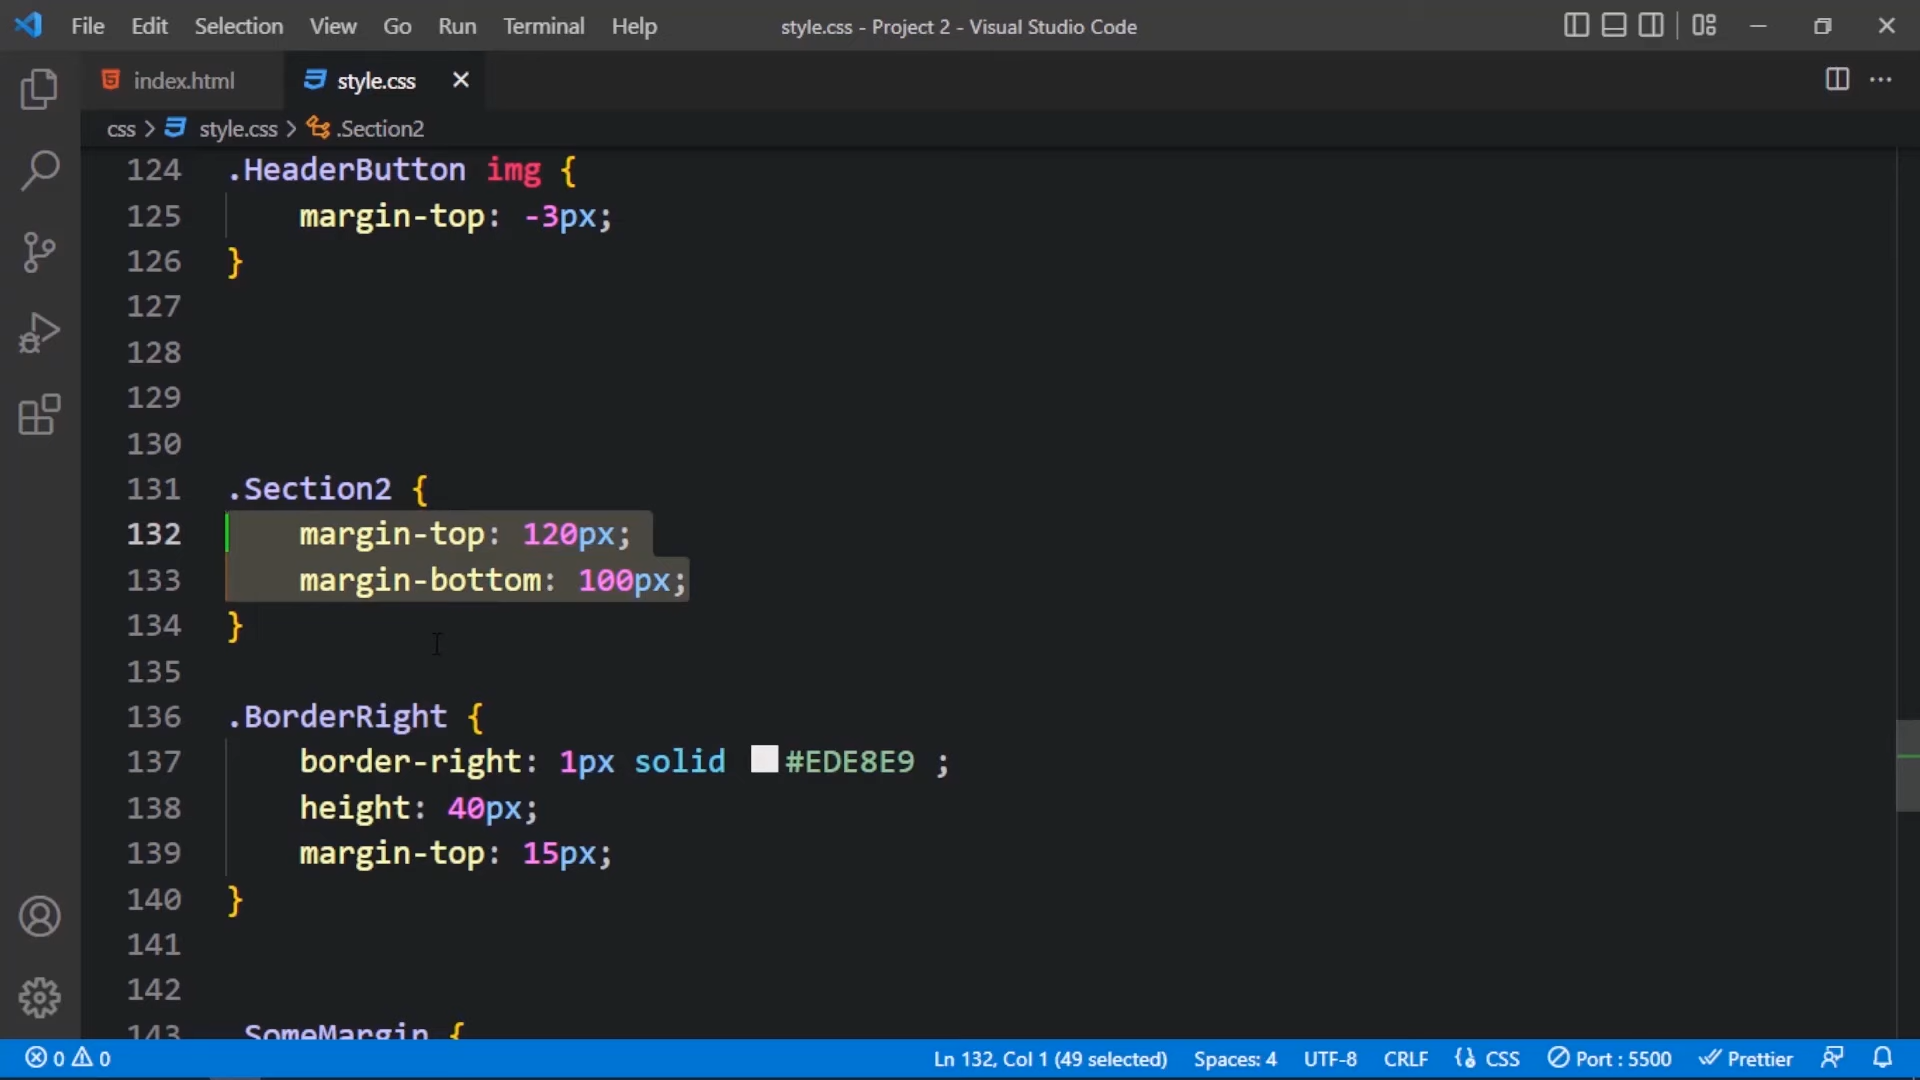 File Edit Selection View Go Run Terminal Help style.css - Project 2 - Visual Studio Code
index.html style.css
css > style.css > .Section2
124 .HeaderButton img {
125 margin-top: -3px;
126 }
127
128
129
130
131 .Section2 {
132 margin-top: 120px;
133 margin-bottom: 100px;
134 }
135
136 .BorderRight {
137 border-right: 1px solid #EDE8E9 ;
138 height: 40px;
139 margin-top: 15px;
140 }
141
142
143 .SomeMargin {
0 0 Ln 132, Col 1 (49 selected) Spaces: 4 UTF-8 CRLF CSS Port : 5500 Prettier